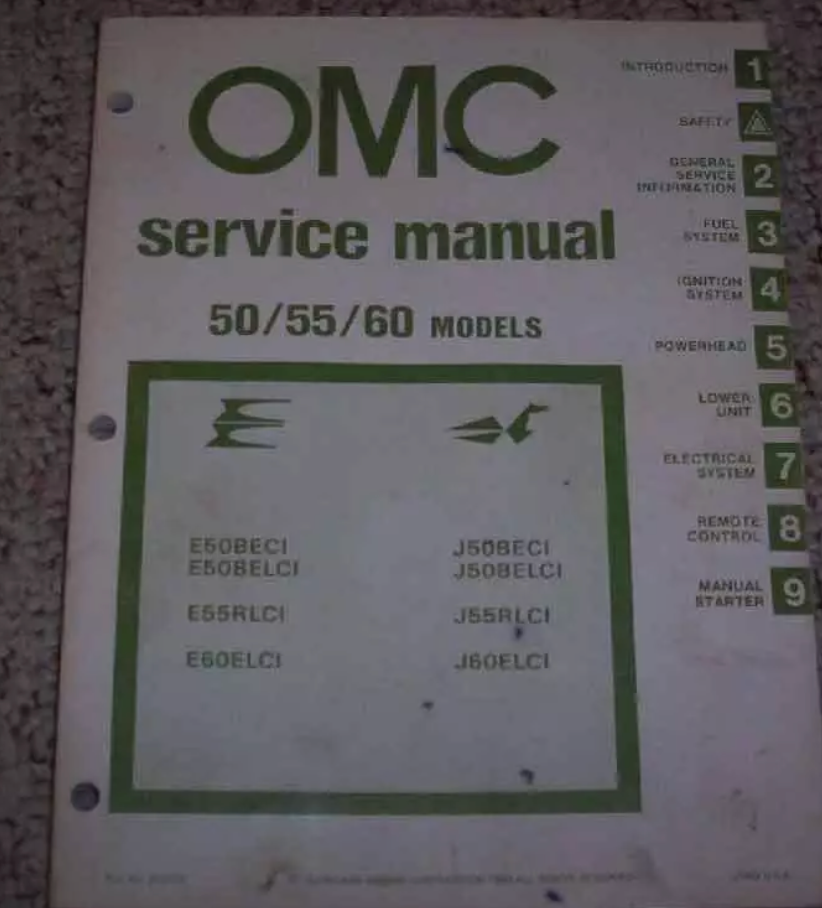 OMC
service manual
50/55/60 MODELS
E50BECI
E50BELCI
E55RLCI
E60ELCI
J50BECI
J50BELCI
J55RLCI
J60ELCI
INTRODUCTION 1
SAFETY
GENERAL
SERVICE
INFORMATION 2
FUEL
SYSTEM 3
IGNITION
SYSTEM 4
POWERHEAD 5
LOWER
UNIT 6
ELECTRICAL
SYSTEM 7
REMOTE
CONTROL 8
MANUAL
STARTER 9